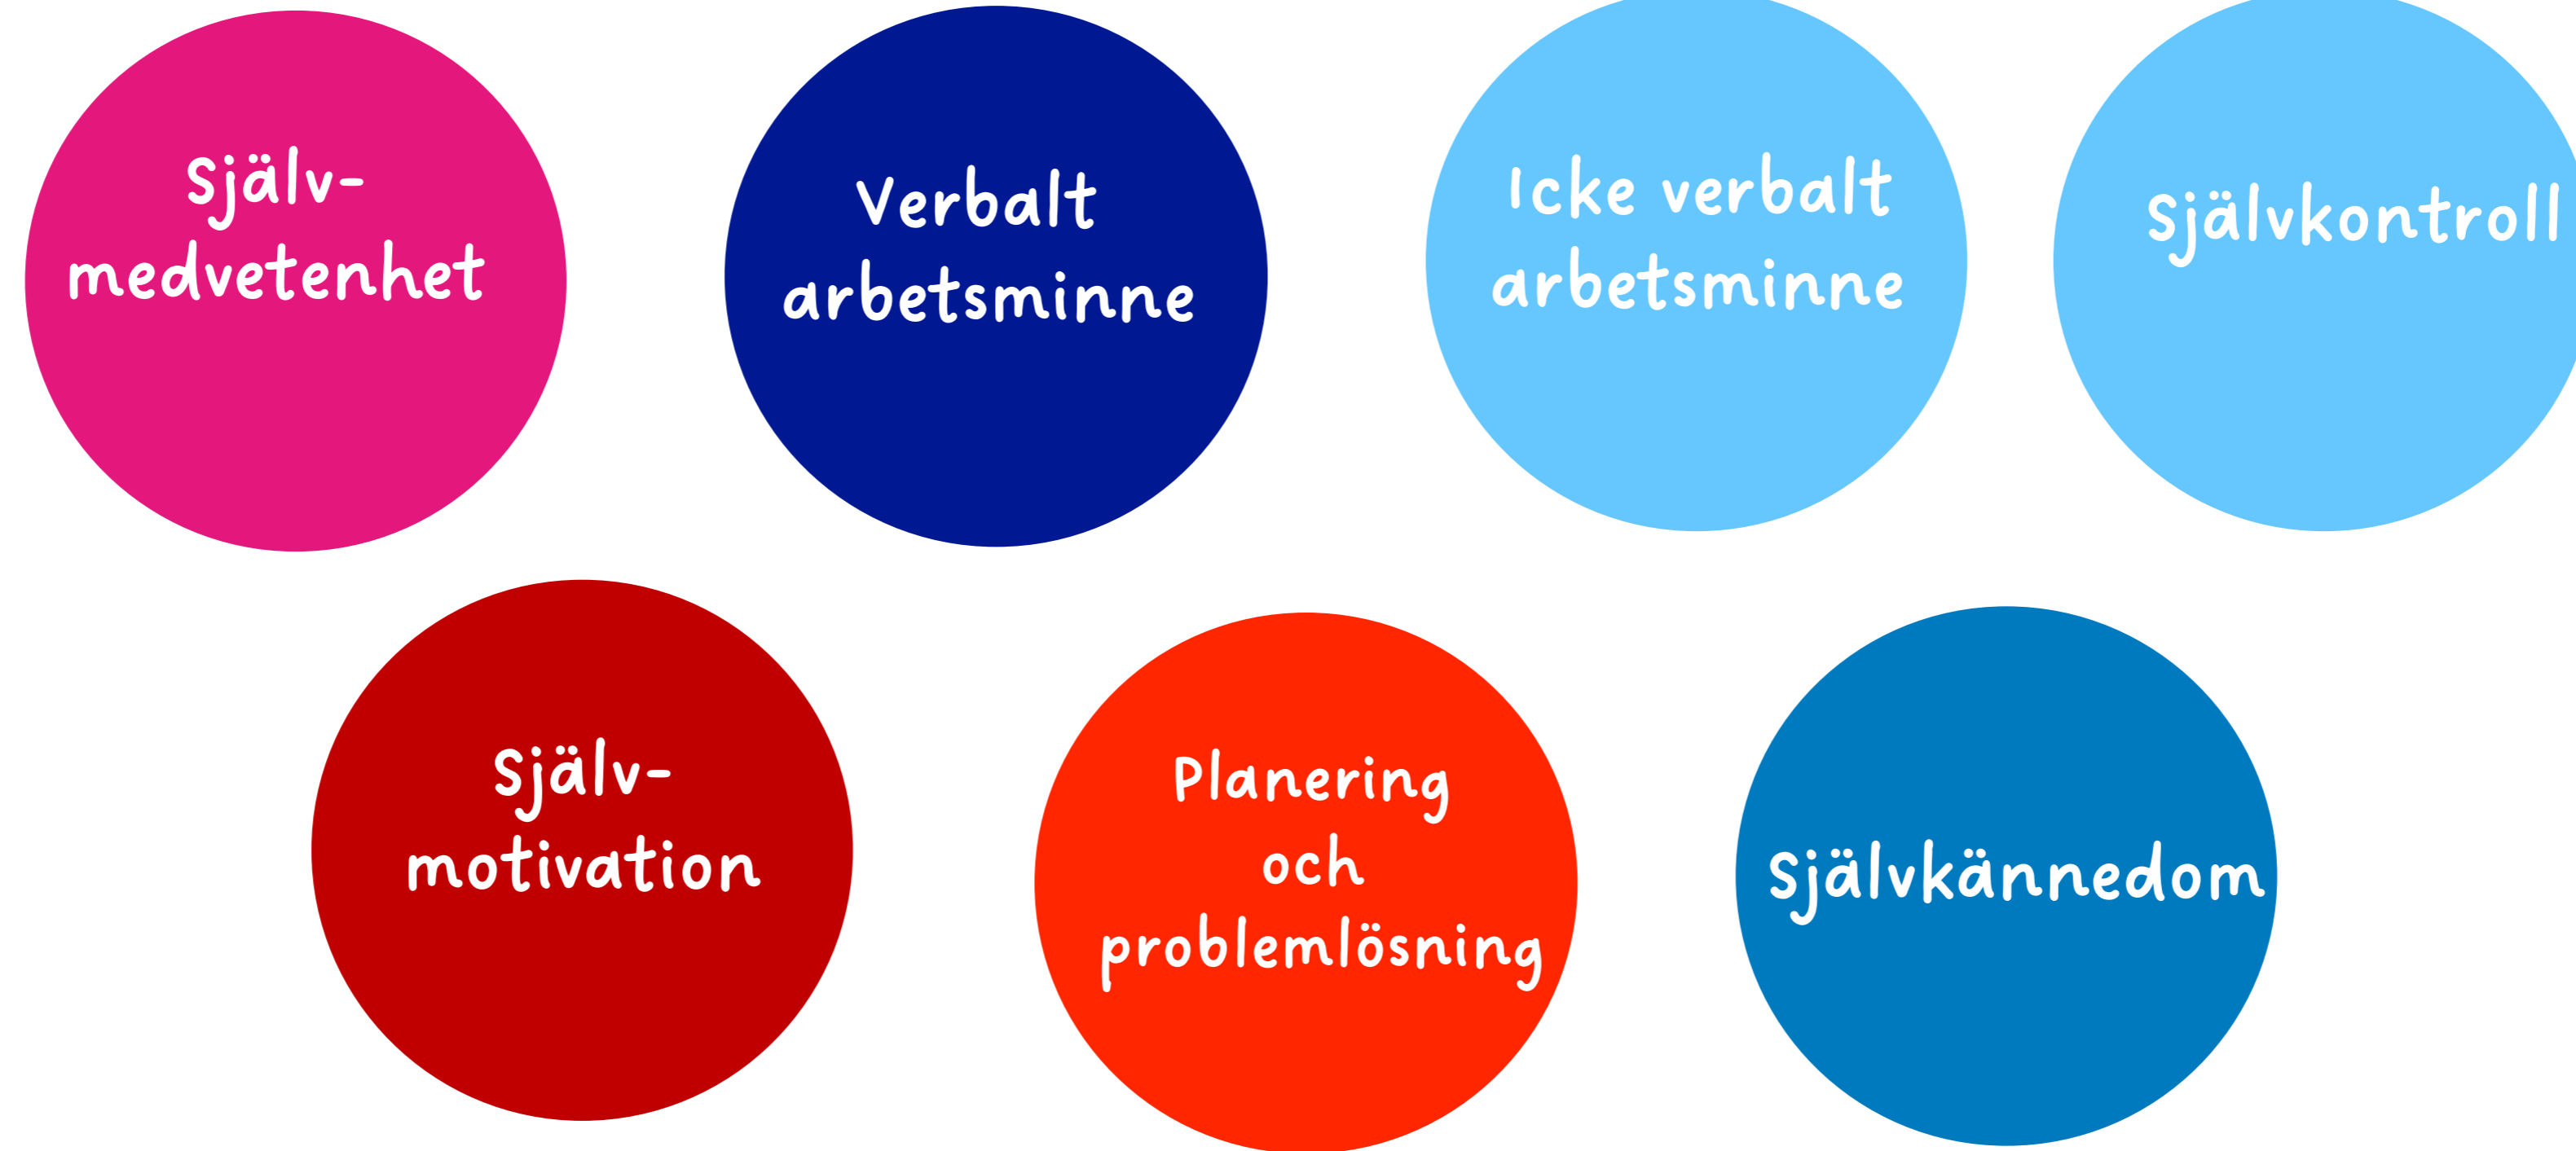 Själv-
medvetenhet
Verbalt
arbetsminne
Icke verbalt
arbetsminne
Självkontroll
Själv-
motivation
Planering
och
problemlösning
Självkännedom